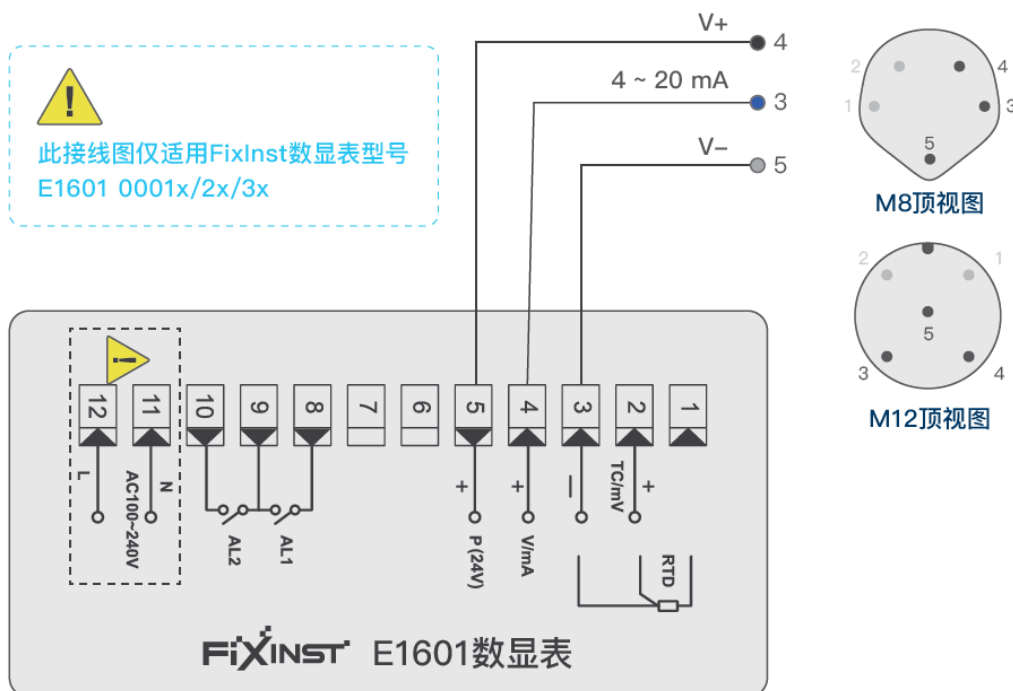 V+
4
4 ~ 20 mA
3
V-
5
此接线图仅适用FixInst数显表型号
E1601 0001x/2x/3x
2
4
1
3
5
M8顶视图
2
1
5
3
4
M12顶视图
12
11
10
9
8
7
6
5
4
3
2
1
L
AC100~240V
N
AL2
AL1
+
P (24V)
+
V/mA
—
TC/mV
+
RTD
FiXINST E1601数显表